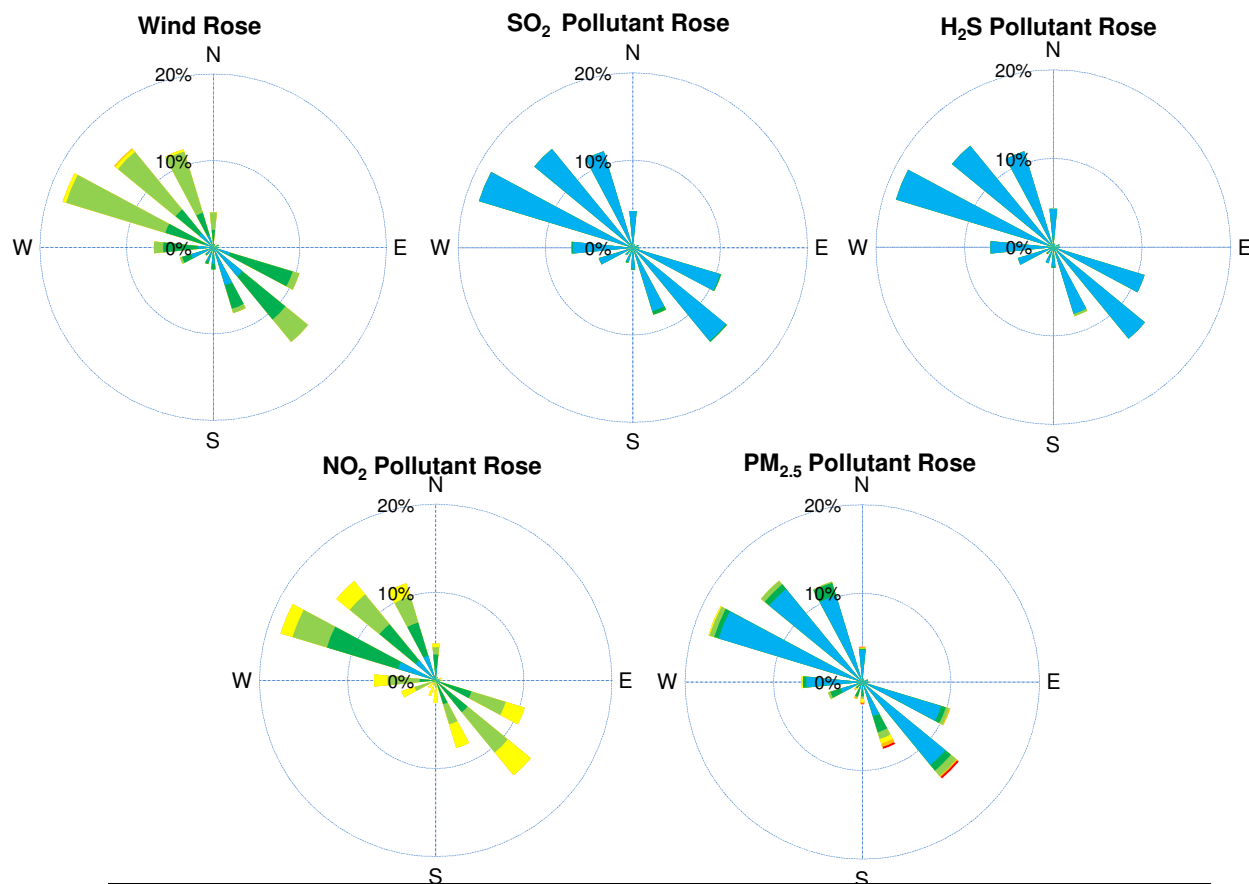 Wind Rose
N
20%
10%
W
0%
E
S
SO2 Pollutant Rose
N
20%
10%
W
0%
E
S
H2S Pollutant Rose
N
20%
10%
W
0%
E
S
NO2 Pollutant Rose
N
20%
10%
W
0%
E
S
PM2.5 Pollutant Rose
N
20%
10%
W
0%
E
S